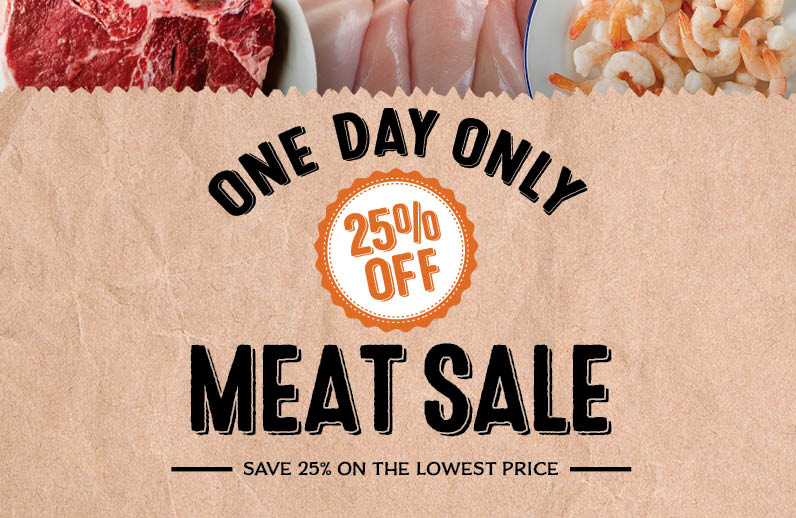 ONE DAY ONLY
25%
OFF
MEAT SALE
SAVE 25% ON THE LOWEST PRICE